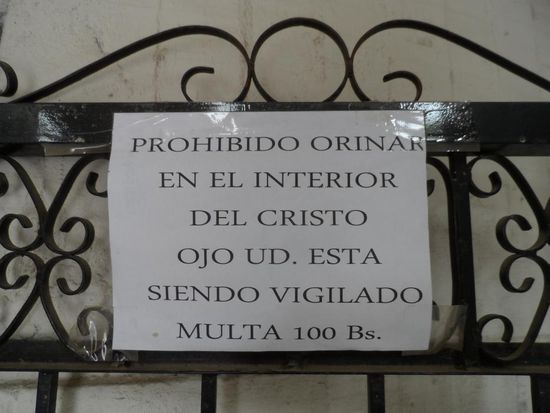 PROHIBIDO ORINAR
EN EL INTERIOR
DEL CRISTO
OJO UD. ESTA
SIENDO VIGILADO
MULTA 100 Bs.